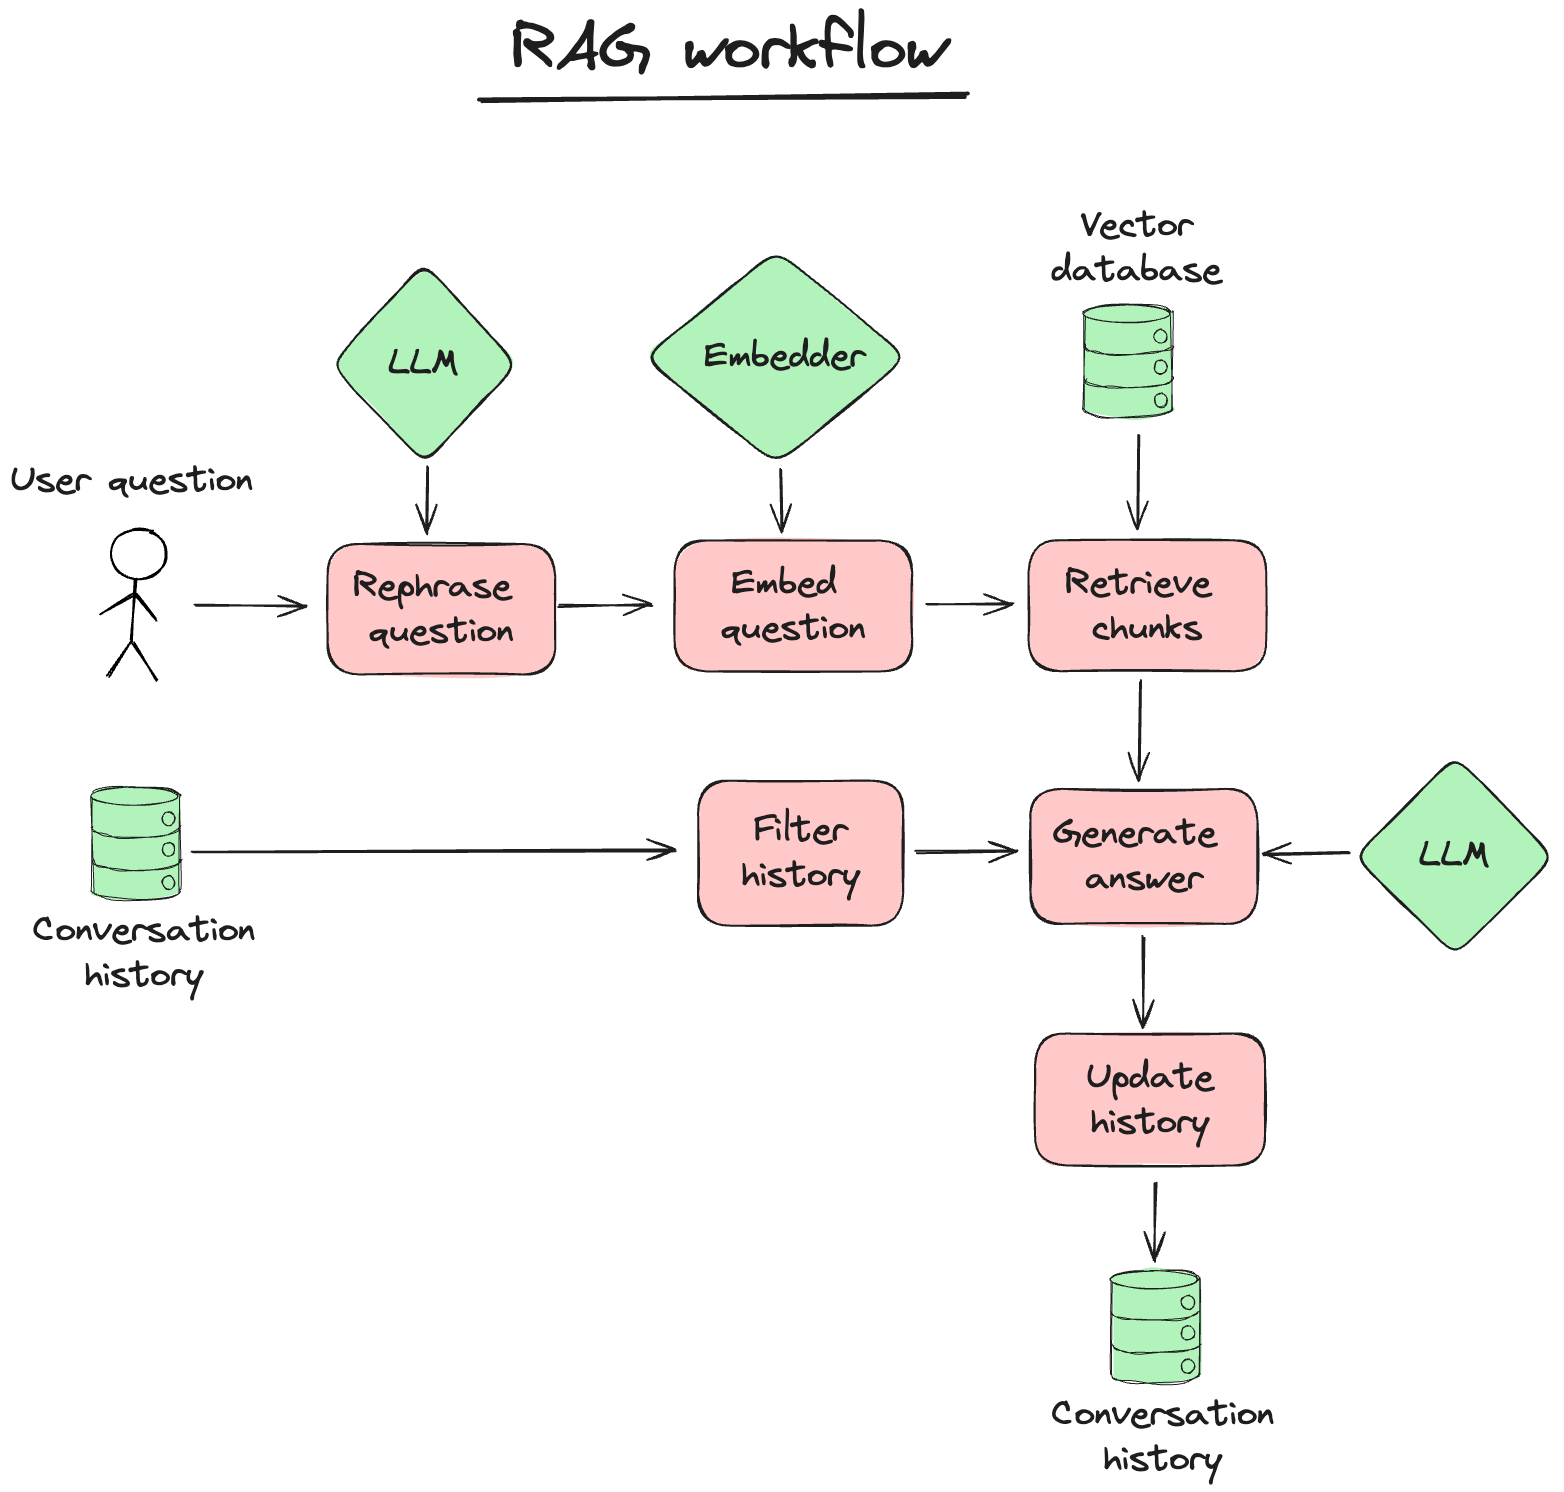 RAG workflow
Vector
database
LLM
Embedder
User question
Rephrase
question
Embed
question
Retrieve
chunks
Filter
history
Generate
answer
LLM
Conversation
history
Update
history
Conversation
history